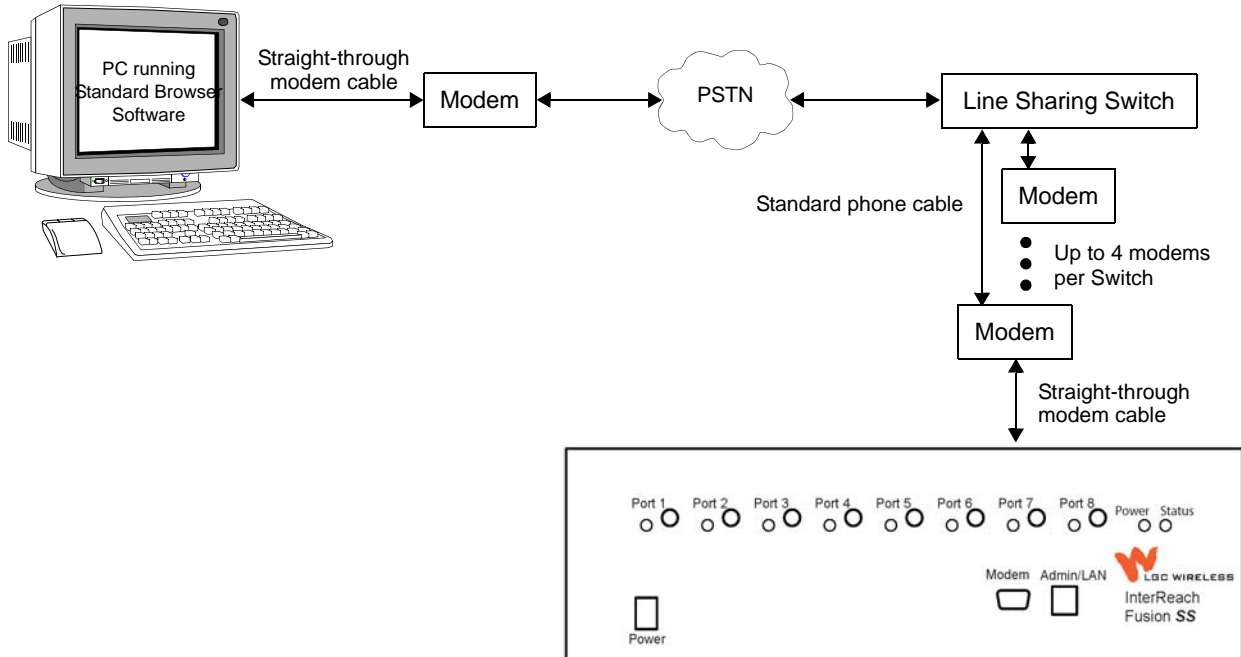 PC running
Standard Browser
Software
Straight-through
modem cable
Modem
PSTN
Line Sharing Switch
Standard phone cable
Modem
Up to 4 modems
per Switch
Modem
Straight-through
modem cable
Port 1 Port 2 Port 3 Port 4 Port 5 Port 6 Port 7 Port 8 Power Status
Modem Admin/LAN
LGC WIRELESS
InterReach
Fusion SS
Power